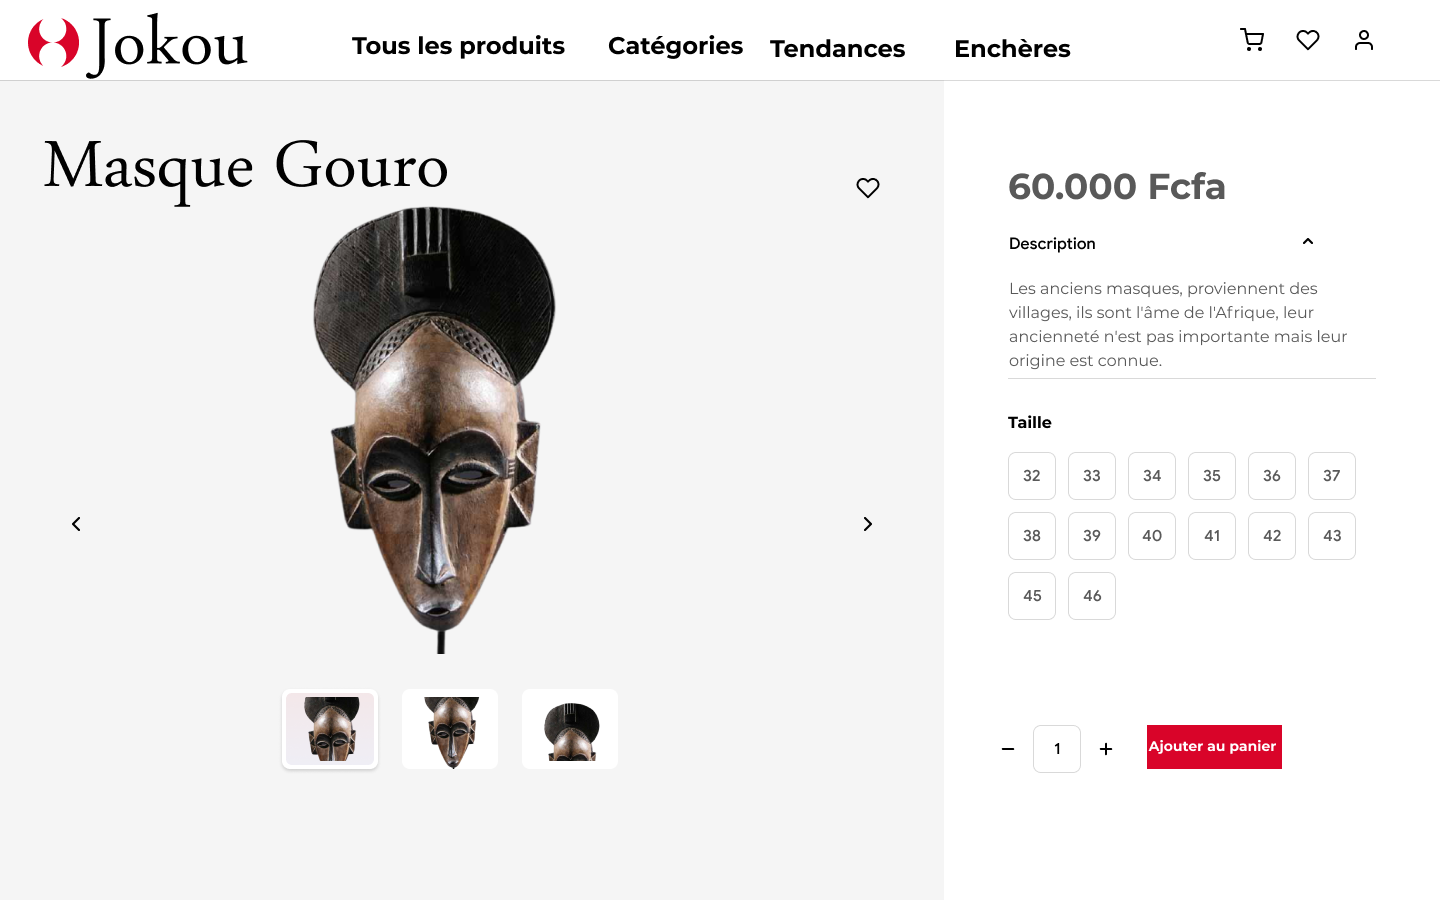 Jokou
Tous les produits
Catégories
Tendances
Enchères
Masque Gouro
60.000 Fcfa
Description
Les anciens masques, proviennent des
villages, ils sont l'âme de l'Afrique, leur
ancienneté n'est pas importante mais leur
origine est connue.
Taille
32 33 34 35 36 37
38 39 40 41 42 43
45 46
1
Ajouter au panier